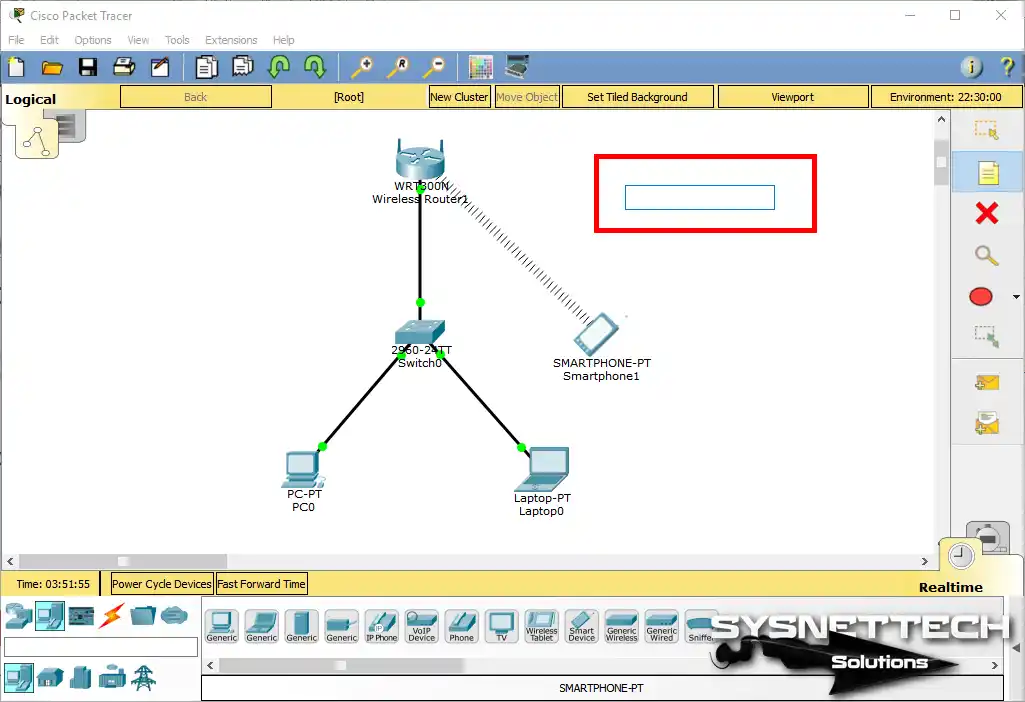 Cisco Packet Tracer
File Edit Options View Tools Extensions Help
Logical
Back
[Root]
New Cluster
Move Object
Set Tiled Background
Viewport
Environment: 22:30:00
WRT300N
Wireless Router1
2960-24TT
Switch0
SMARTPHONE-PT
Smartphone1
PC-PT
PC0
Laptop-PT
Laptop0
Time: 03:51:55
Power Cycle Devices
Fast Forward Time
Realtime
Generic
Generic
Generic
Generic
IP Phone
VoIP
Device
Phone
TV
Wireless
Tablet
Smart
Device
Generic
Wireless
Generic
Wired
Sniffer
SYSNETTECH
Solutions
SMARTPHONE-PT